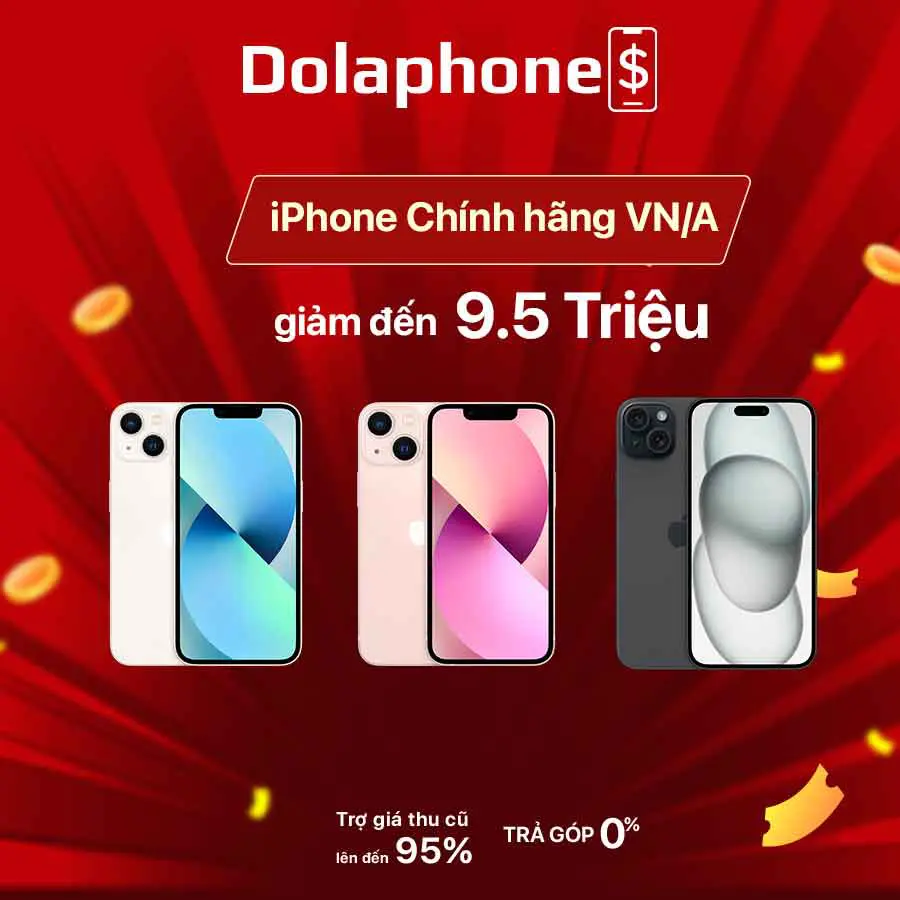 Dolaphone $
iPhone Chính hãng VN/A
giảm đến 9.5 Triệu
Trợ giá thu cũ
lên đến 95%
TRẢ GÓP 0%